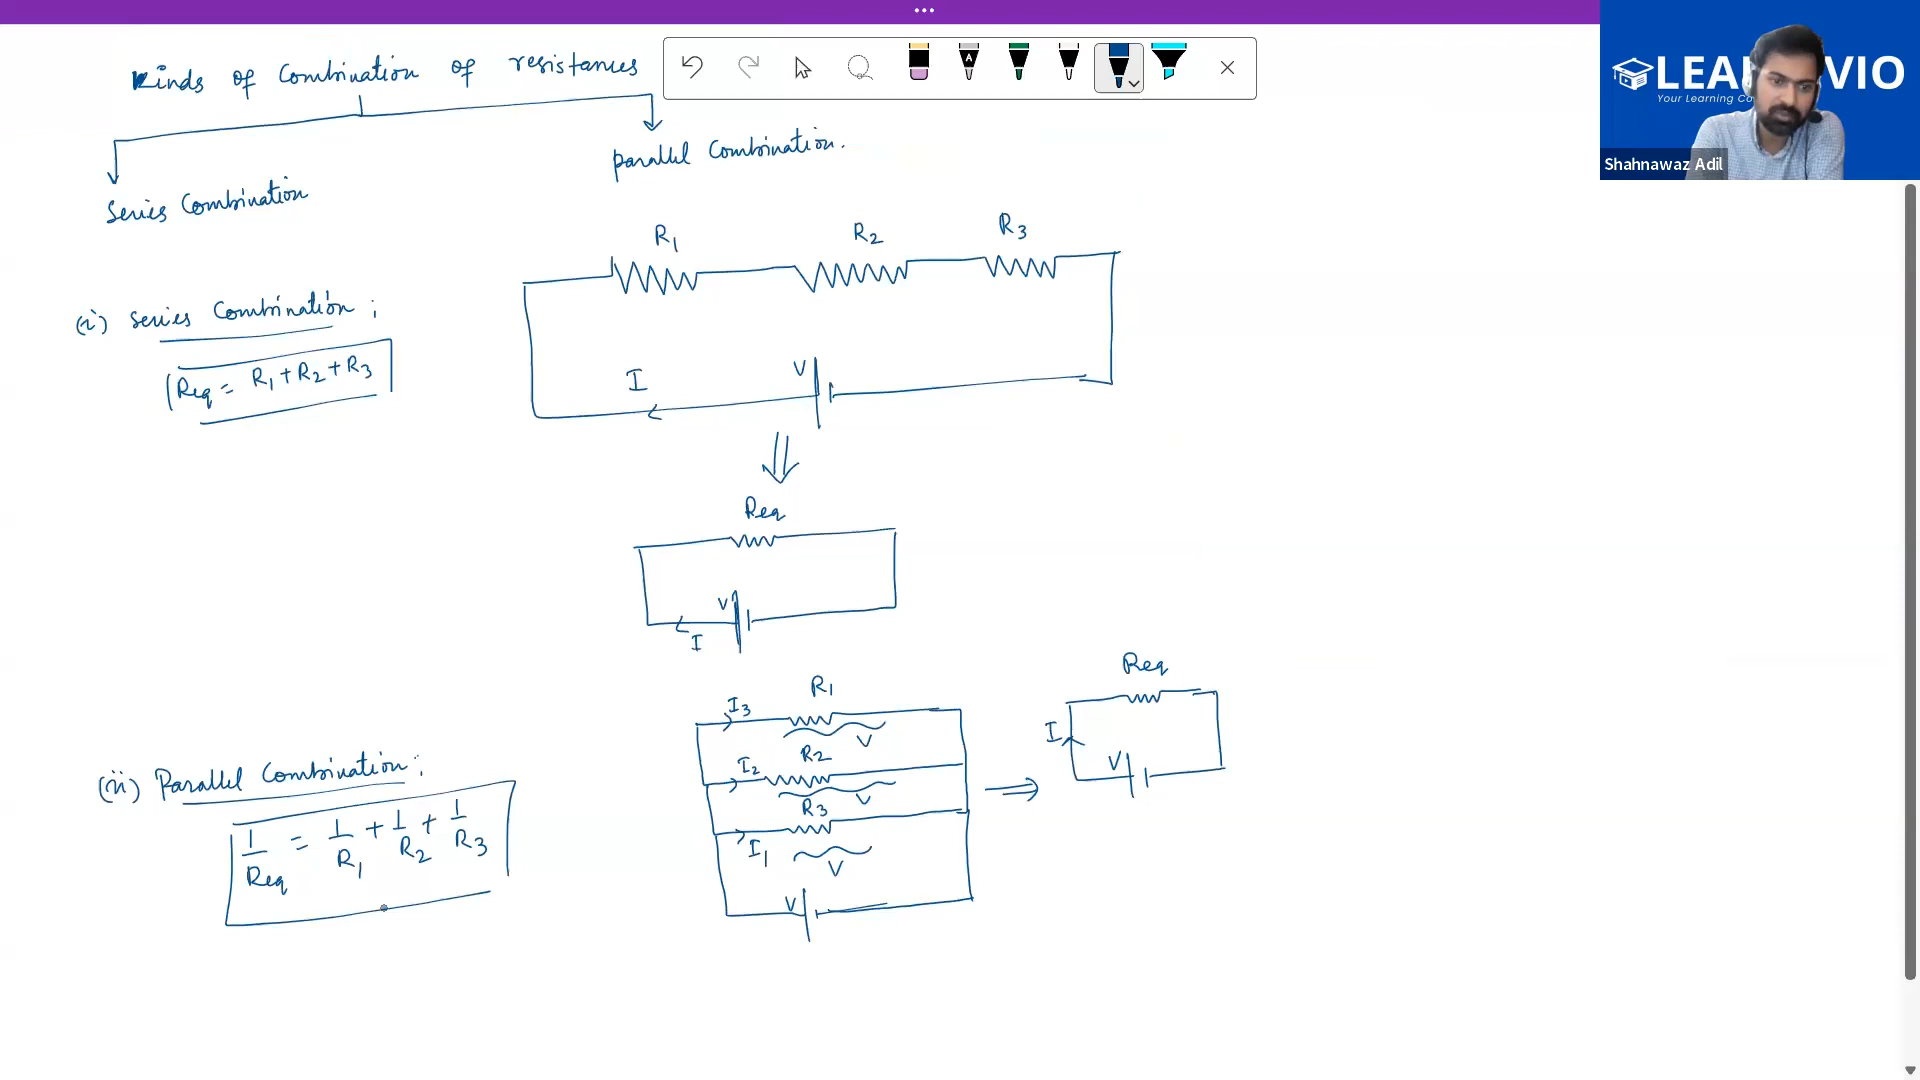 Kinds of Combination of resistances
Series Combination
Parallel Combination.
(i) Series Combination :
Req = R1 + R2 + R3
R1 R2 R3
I V
Req
V
I
(ii) Parallel Combination :
1/Req = 1/R1 + 1/R2 + 1/R3
I3 R1
V
I2 R2
V
R3
I1
V
V
Req
I
V
A
Your Learning Co
Shahnawaz Adil